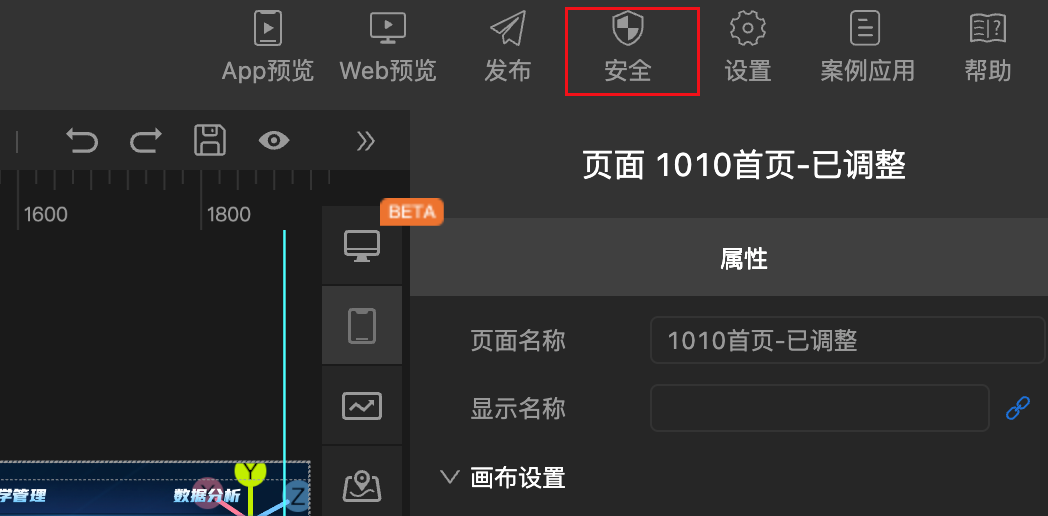 App预览 Web预览 发布 安全 设置 案例应用 帮助
页面 1010首页-已调整
1600 1800
BETA
属性
页面名称 1010首页-已调整
显示名称
画布设置
学管理 数据分析 Y Z